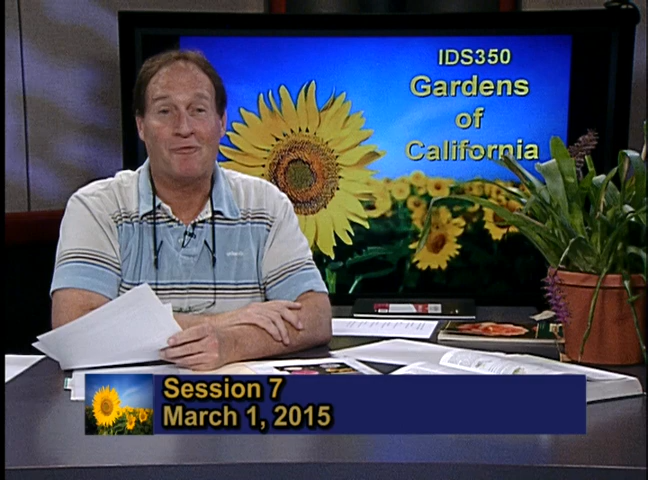 IDS350
Gardens
of
California
Session 7
March 1, 2015